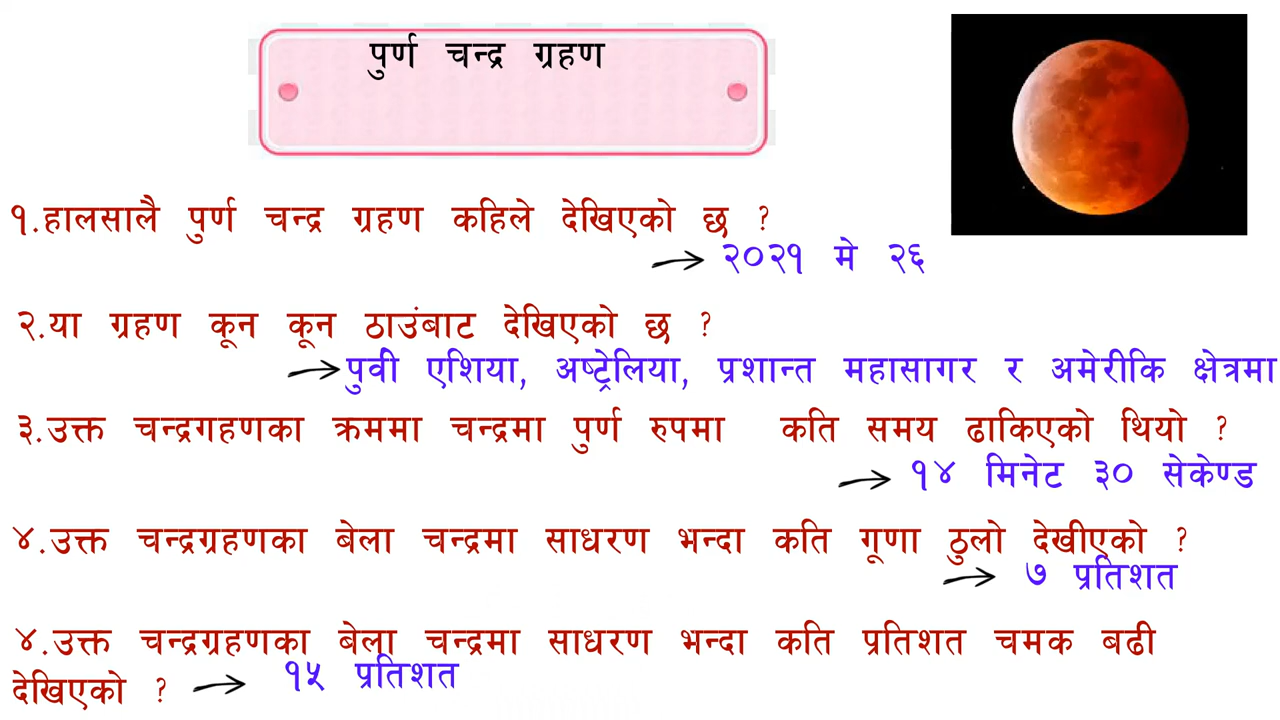 पुर्ण चन्द्र ग्रहण
१.हालसालै पुर्ण चन्द्र ग्रहण कहिले देखिएको छ ?
२०२१ मे २६
२.या ग्रहण कून कून ठाउंबाट देखिएको छ ?
पुवी एशिया, अष्ट्रेलिया, प्रशान्त महासागर र अमेरीकि क्षेत्रमा
३.उक्त चन्द्रगहणका क्रममा चन्द्रमा पुर्ण रुपमा कति समय ढाकिएको थियो ?
१४ मिनेट ३० सेकेण्ड
४.उक्त चन्द्रग्रहणका बेला चन्द्रमा साधरण भन्दा कति गूणा ठुलो देखीएको ?
७ प्रतिशत
४.उक्त चन्द्रग्रहणका बेला चन्द्रमा साधरण भन्दा कति प्रतिशत चमक बढी
देखिएको ? १५ प्रतिशत